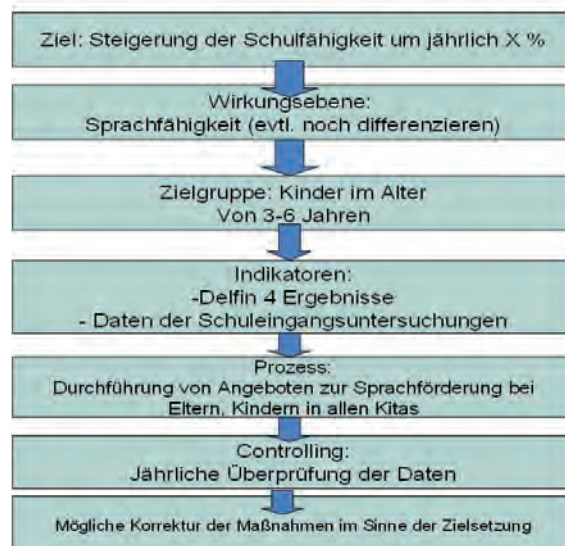 Ziel: Steigerung der Schulfähigkeit um jährlich X %
Wirkungsebene:
Sprachfähigkeit (evtl. noch differenzieren)
Zielgruppe: Kinder im Alter
Von 3-6 Jahren
Indikatoren:
-Delfin 4 Ergebnisse
- Daten der Schuleingangsuntersuchungen
Prozess:
Durchführung von Angeboten zur Sprachförderung bei
Eltern, Kindern in allen Kitas
Controlling:
Jährliche Überprüfung der Daten
Mögliche Korrektur der Maßnahmen im Sinne der Zielsetzung